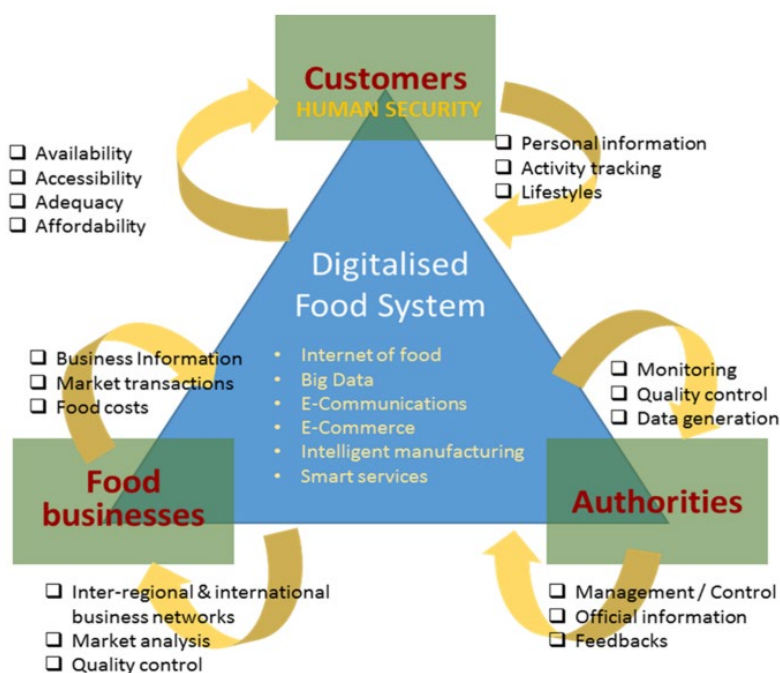 Customers
HUMAN SECURITY
❑ Availability
❑ Accessibility
❑ Adequacy
❑ Affordability
❑ Personal information
❑ Activity tracking
❑ Lifestyles
Digitalised
Food System
• Internet of food
• Big Data
• E-Communications
• E-Commerce
• Intelligent manufacturing
• Smart services
❑ Business Information
❑ Market transactions
❑ Food costs
❑ Monitoring
❑ Quality control
❑ Data generation
Food
businesses
Authorities
❑ Inter-regional & international
business networks
❑ Market analysis
❑ Quality control
❑ Management / Control
❑ Official information
❑ Feedbacks